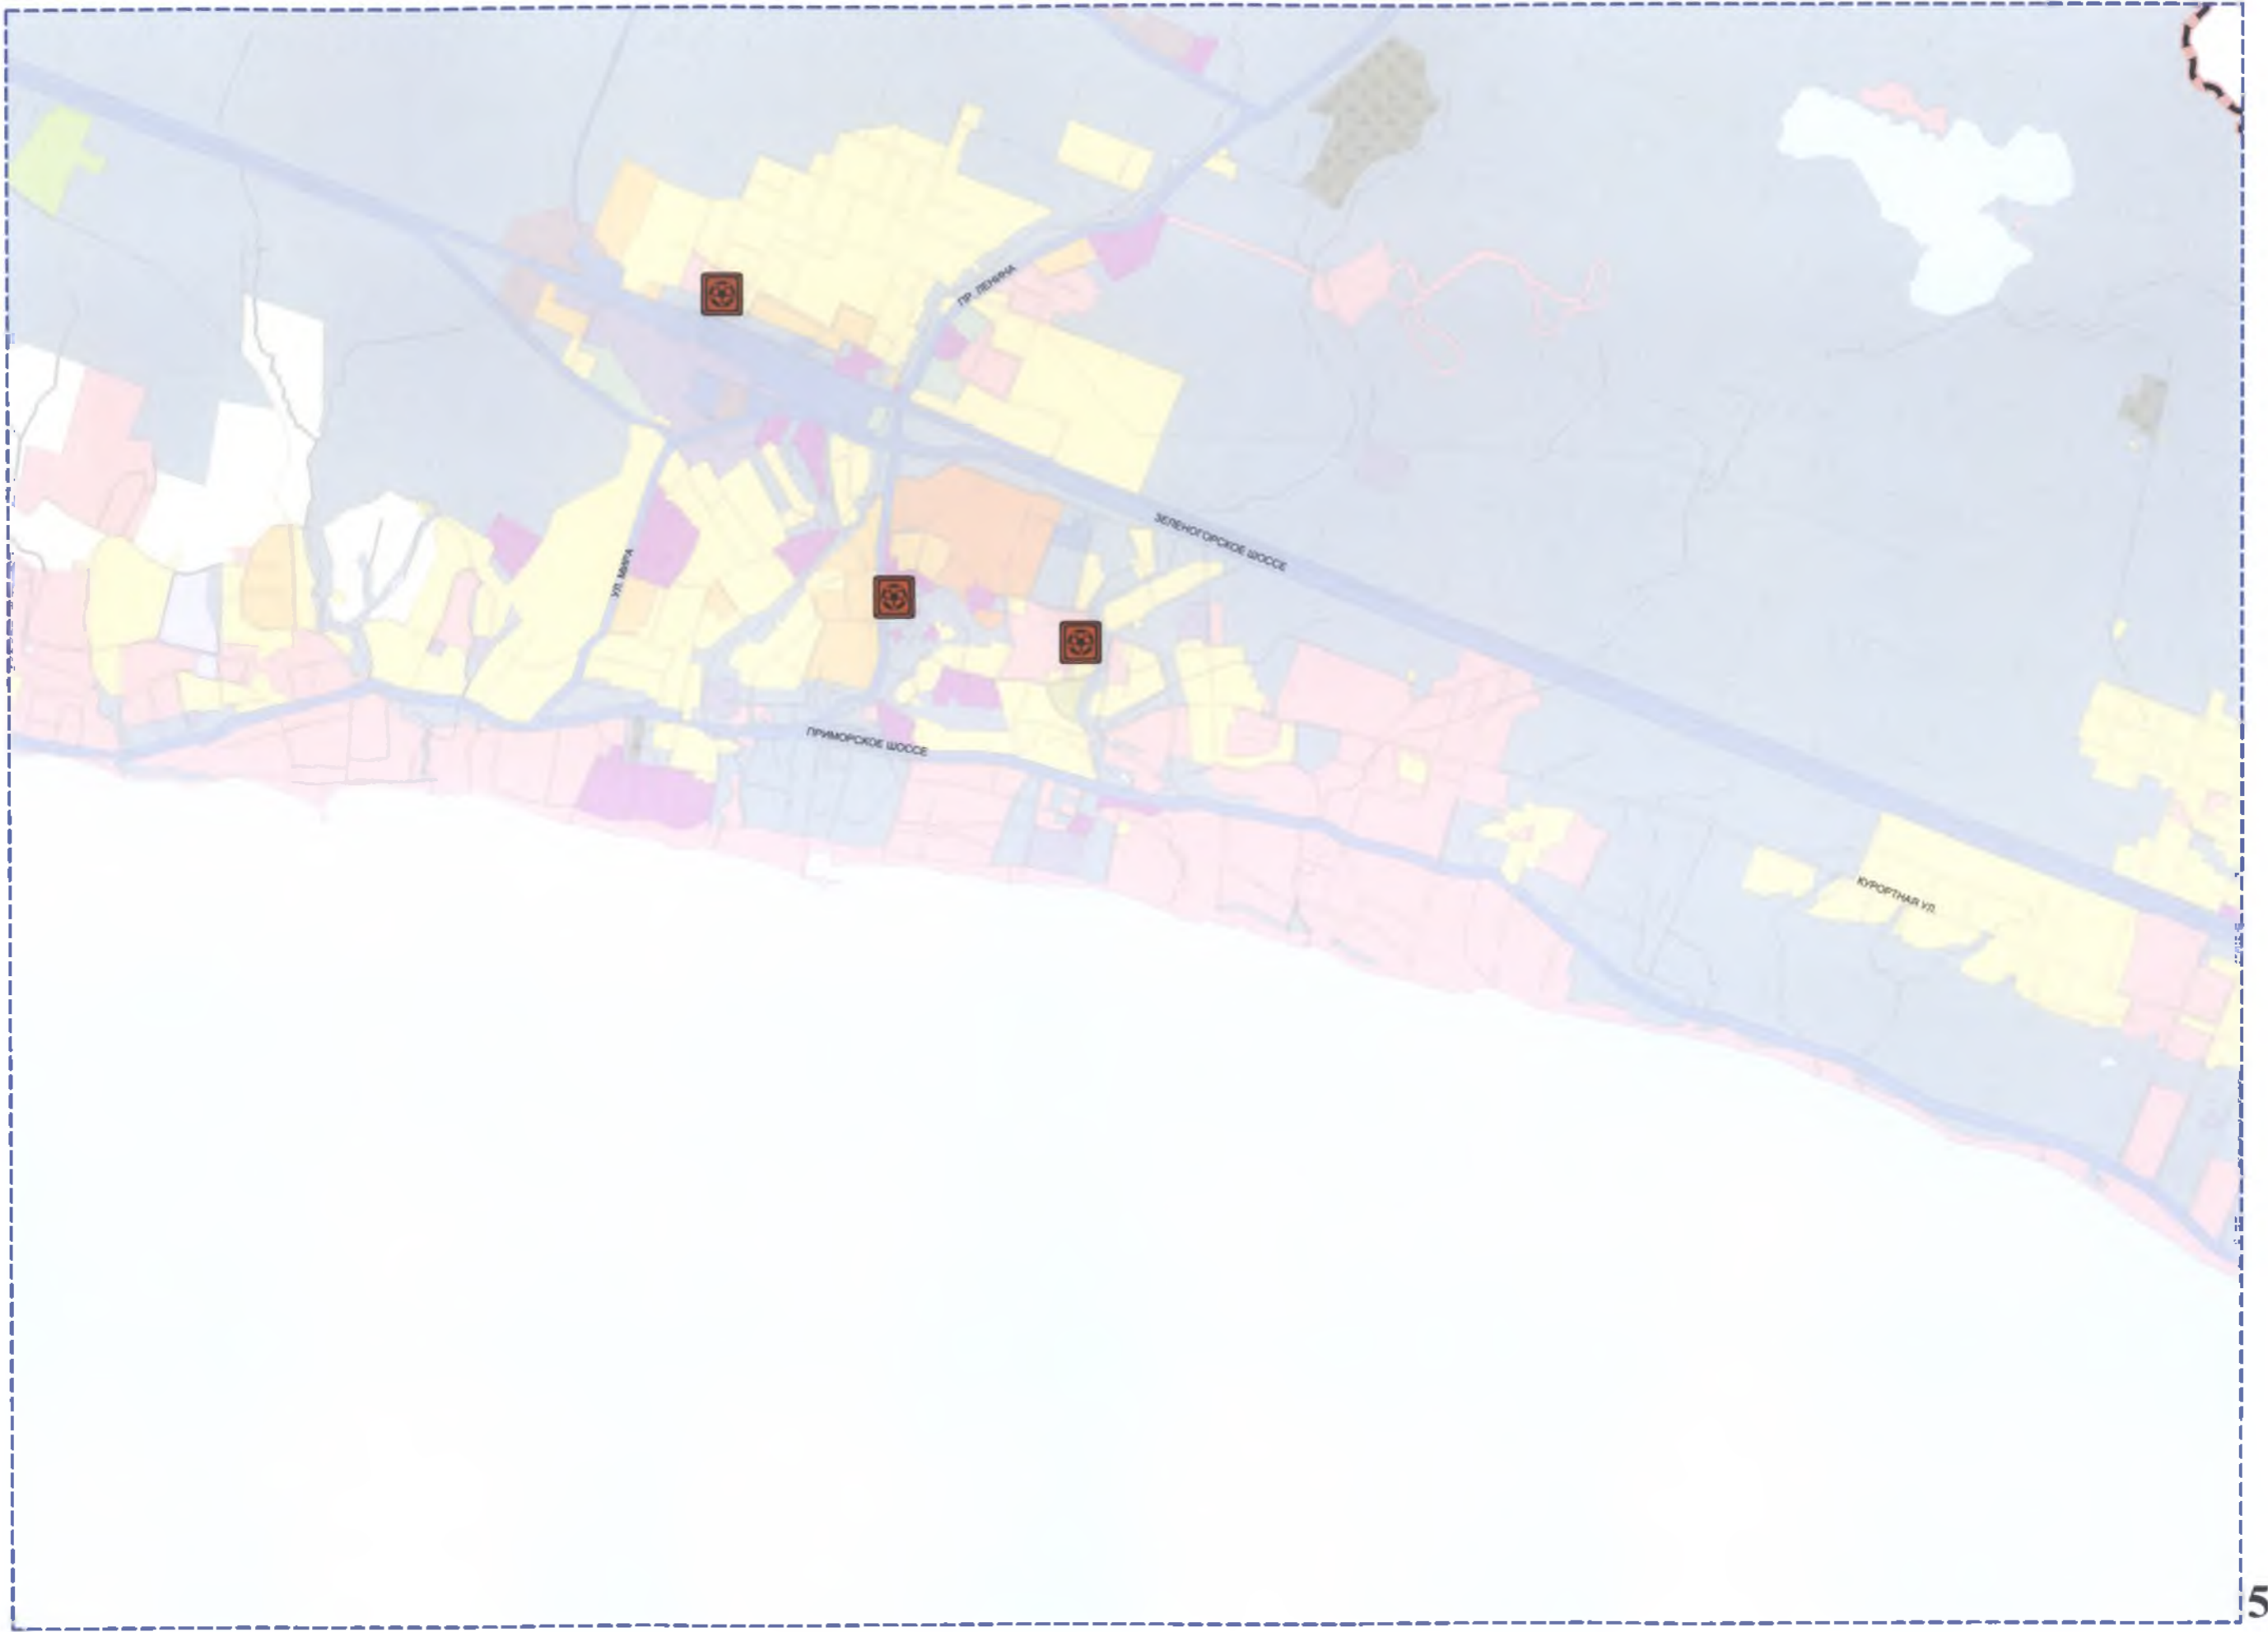 ПР. ЛЕНИНА
ЗЕЛЕНОГОРСКОЕ ШОССЕ
УЛ. МИРА
ПРИМОРСКОЕ ШОССЕ
КУРОРТНАЯ УЛ.
5